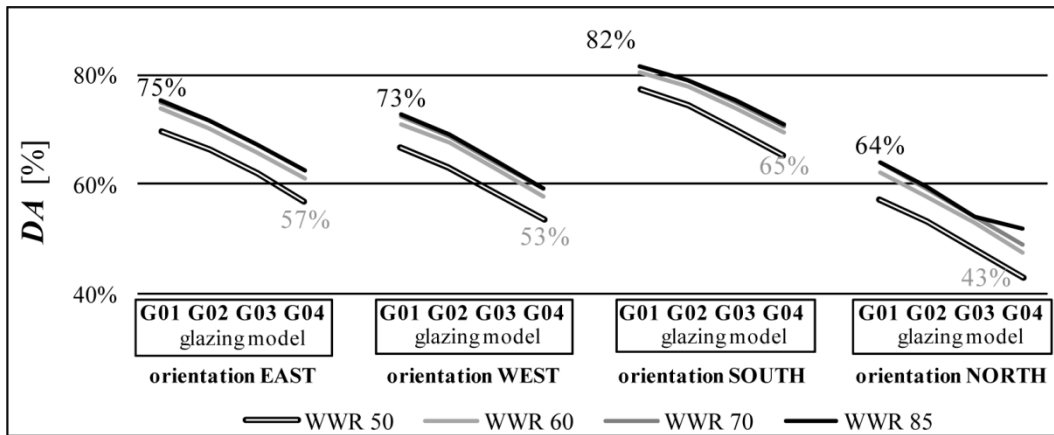 82%
80%
75%
73%
64%
65%
60%
57%
53%
43%
40%
DA [%]
G01 G02 G03 G04 G01 G02 G03 G04 G01 G02 G03 G04 G01 G02 G03 G04
glazing model glazing model glazing model glazing model
orientation EAST orientation WEST orientation SOUTH orientation NORTH
WWR 50 WWR 60 WWR 70 WWR 85